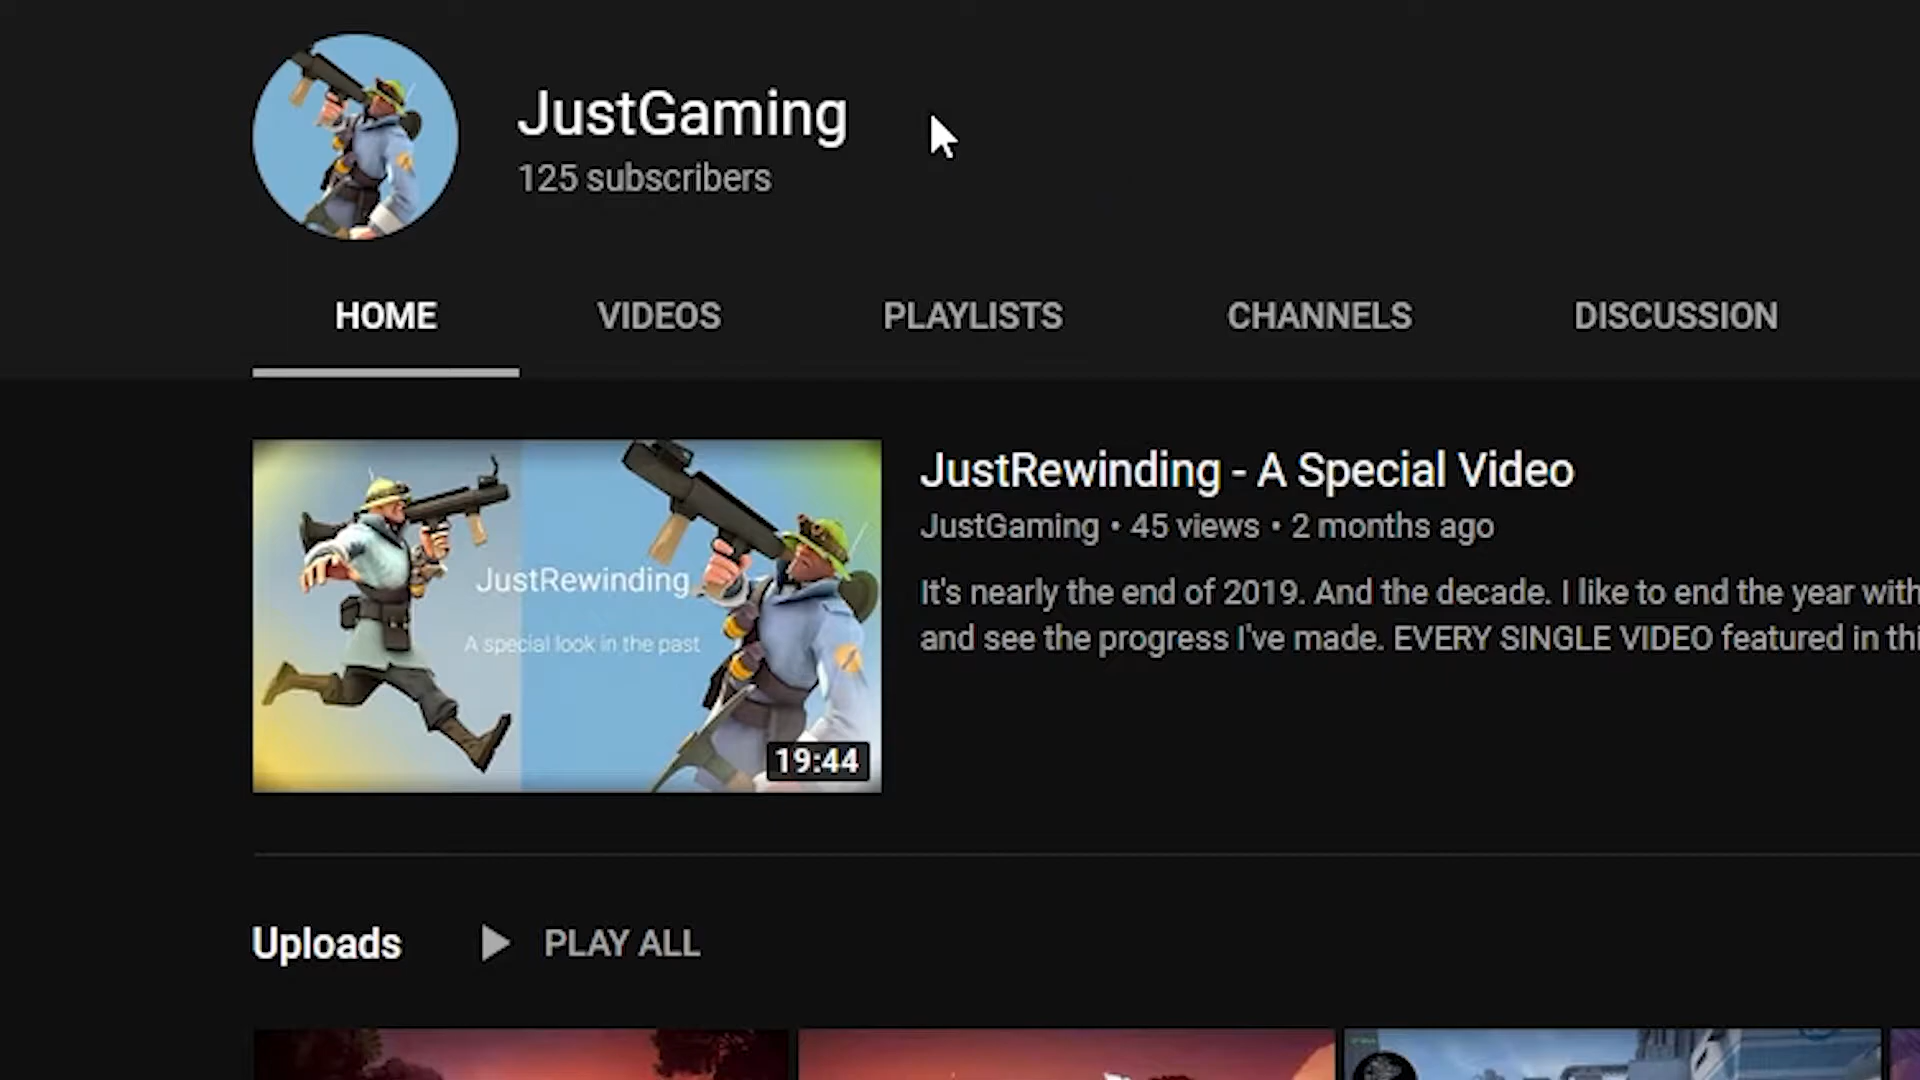 JustGaming
125 subscribers
HOME
VIDEOS
PLAYLISTS
CHANNELS
DISCUSSION
JustRewinding
A special look in the past
19:44
JustRewinding - A Special Video
JustGaming • 45 views • 2 months ago
It's nearly the end of 2019. And the decade. I like to end the year with
and see the progress I've made. EVERY SINGLE VIDEO featured in thi
Uploads
PLAY ALL